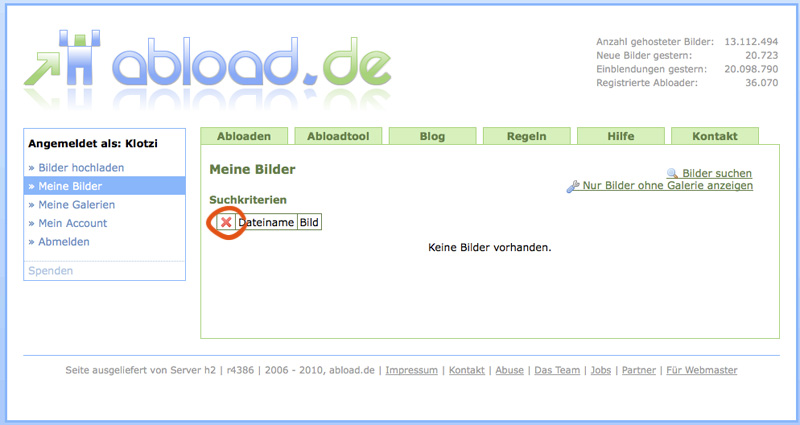 abload.de
Anzahl gehosteter Bilder: 13.112.494
Neue Bilder gestern: 20.723
Einblendungen gestern: 20.098.790
Registrierte Abloader: 36.070
Angemeldet als: Klotzi
» Bilder hochladen
» Meine Bilder
» Meine Galerien
» Mein Account
» Abmelden
Spenden
Abloaden Abloadtool Blog Regeln Hilfe Kontakt
Meine Bilder
Bilder suchen
Nur Bilder ohne Galerie anzeigen
Suchkriterien
Dateiname Bild
Keine Bilder vorhanden.
Seite ausgeliefert von Server h2 | r4386 | 2006 - 2010, abload.de | Impressum | Kontakt | Abuse | Das Team | Jobs | Partner | Für Webmaster